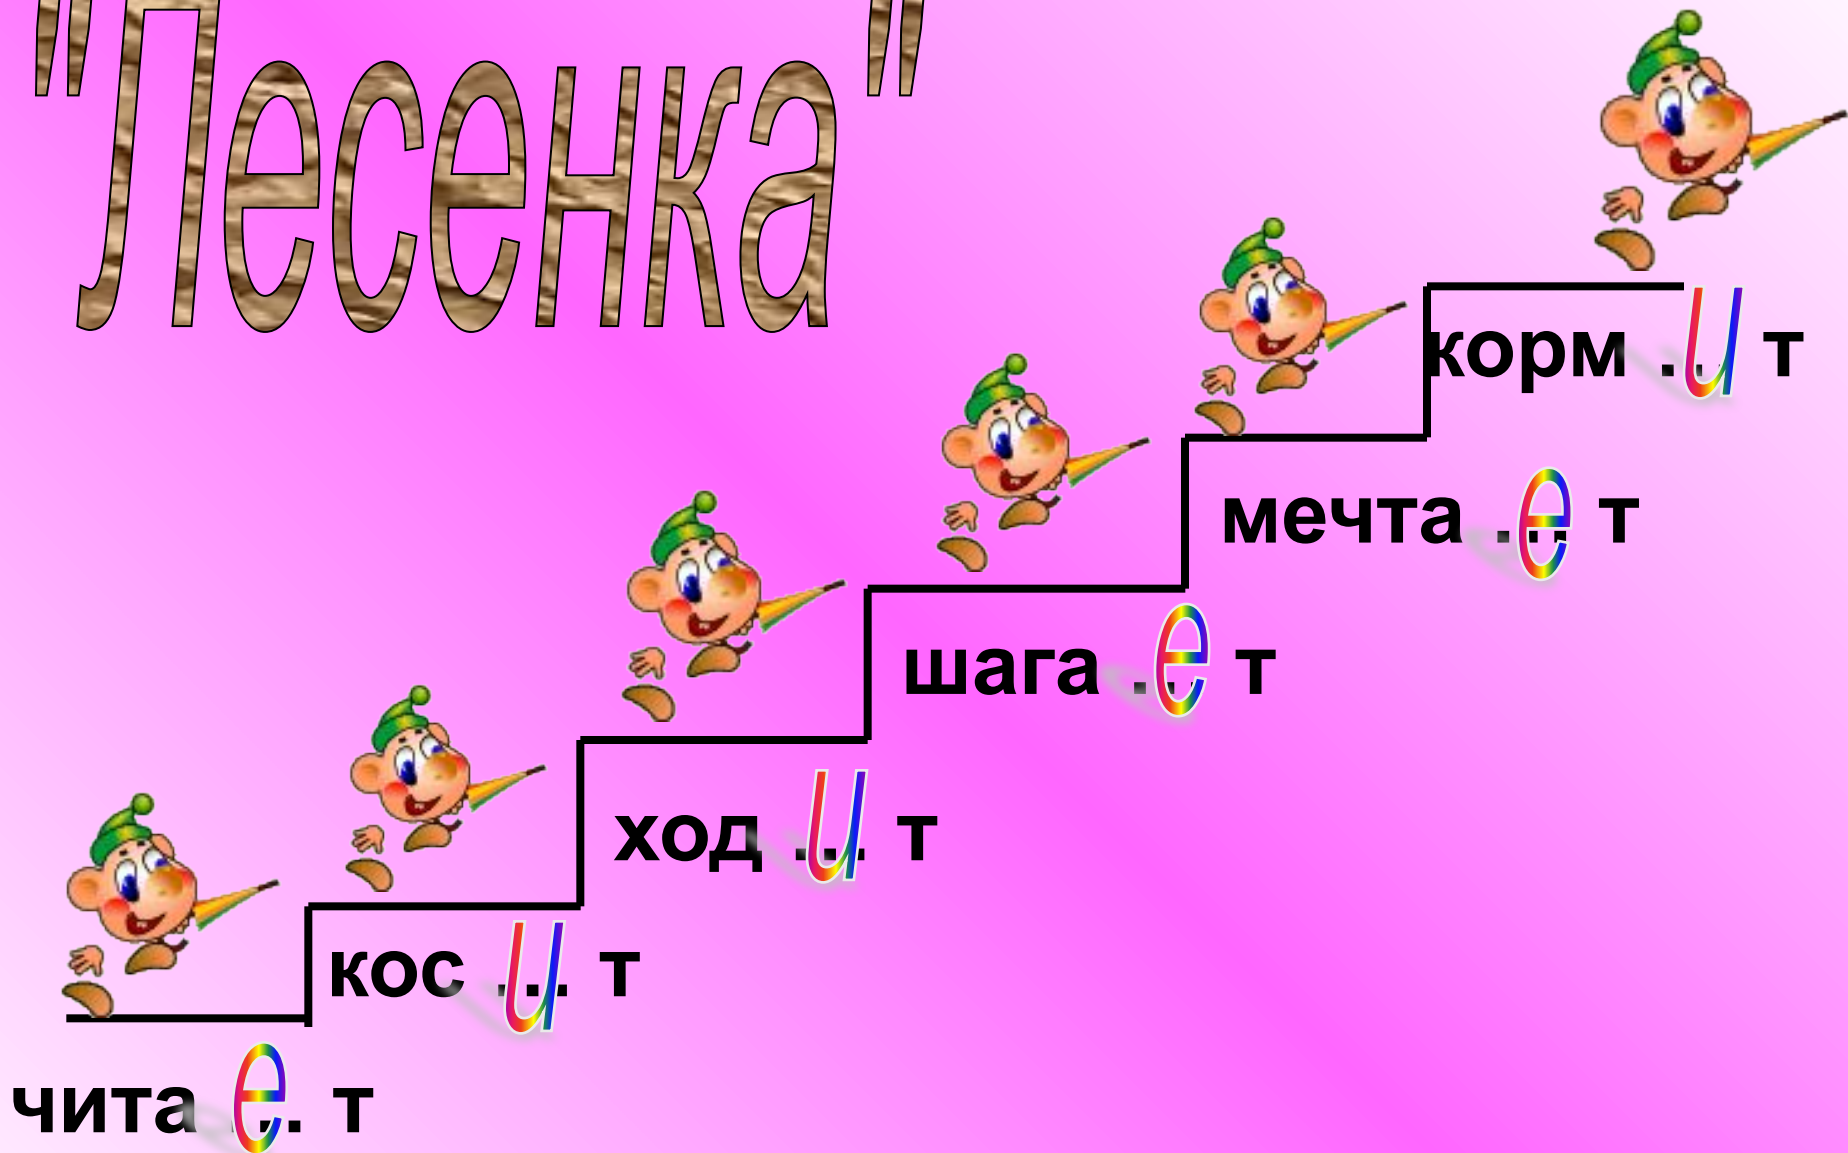 "Лесенка"
корм ... и т
мечта ... е т
шага ... е т
ход ... и т
кос ... и т
чита ... е т